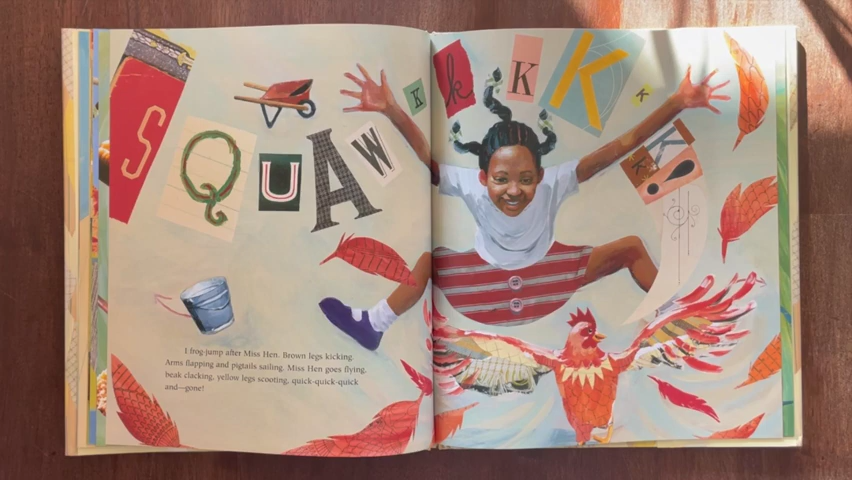 SQUAWKkKKKKK!
I frog-jump after Miss Hen. Brown legs kicking.
Arms flapping and pigtails sailing. Miss Hen goes flying,
beak clacking, yellow legs scooting, quick-quick-quick
and—gone!